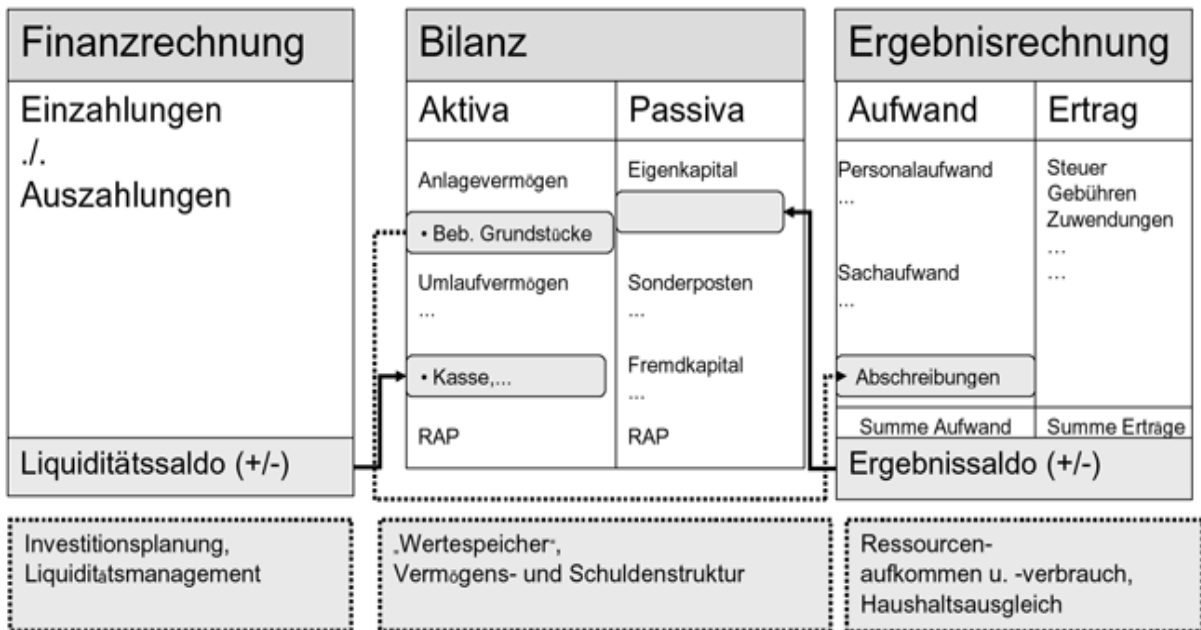 Finanzrechnung
Einzahlungen
./.
Auszahlungen
Liquiditätssaldo (+/-)
Investitionsplanung,
Liquiditätsmanagement
Bilanz
Aktiva
Anlagevermögen
• Beb. Grundstücke
Umlaufvermögen
...
• Kasse,...
RAP
Passiva
Eigenkapital
Sonderposten
...
Fremdkapital
...
RAP
„Wertespeicher“,
Vermögens- und Schuldenstruktur
Ergebnisrechnung
Aufwand
Personalaufwand
...
Sachaufwand
...
Abschreibungen
Summe Aufwand
Ertrag
Steuer
Gebühren
Zuwendungen
...
...
Summe Erträge
Ergebnissaldo (+/-)
Ressourcen-
aufkommen u. -verbrauch,
Haushaltsausgleich